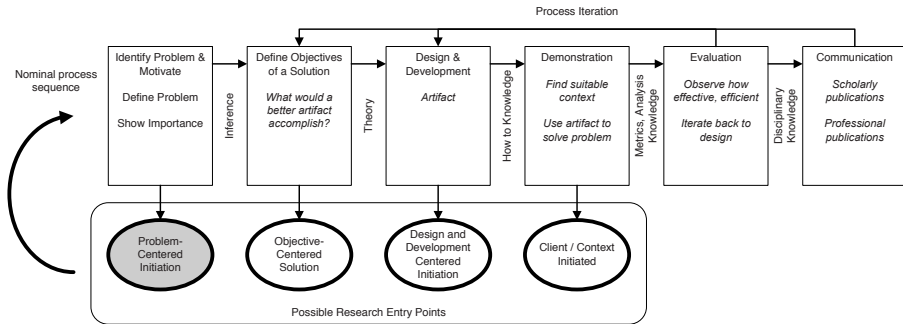 Process Iteration
Nominal process
sequence
Identify Problem &
Motivate
Define Problem
Show Importance
Inference
Define Objectives
of a Solution
What would a
better artifact
accomplish?
Theory
Design &
Development
Artifact
How to Knowledge
Demonstration
Find suitable
context
Use artifact to
solve problem
Metrics, Analysis
Knowledge
Evaluation
Observe how
effective, efficient
Iterate back to
design
Disciplinary
Knowledge
Communication
Scholarly
publications
Professional
publications
Problem-
Centered
Initiation
Objective-
Centered
Solution
Design and
Development
Centered
Initiation
Client / Context
Initiated
Possible Research Entry Points